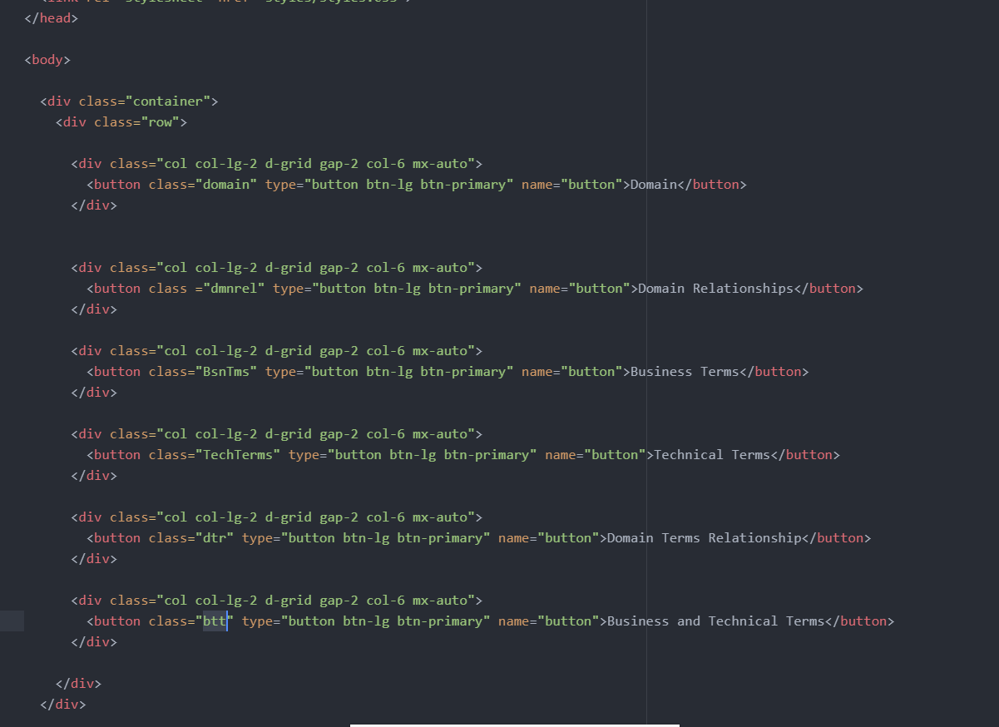 </head>
<body>
<div class="container">
<div class="row">
<div class="col col-lg-2 d-grid gap-2 col-6 mx-auto">
<button class="domain" type="button btn-lg btn-primary" name="button">Domain</button>
</div>
<div class="col col-lg-2 d-grid gap-2 col-6 mx-auto">
<button class ="dmnrel" type="button btn-lg btn-primary" name="button">Domain Relationships</button>
</div>
<div class="col col-lg-2 d-grid gap-2 col-6 mx-auto">
<button class="BsnTms" type="button btn-lg btn-primary" name="button">Business Terms</button>
</div>
<div class="col col-lg-2 d-grid gap-2 col-6 mx-auto">
<button class="TechTerms" type="button btn-lg btn-primary" name="button">Technical Terms</button>
</div>
<div class="col col-lg-2 d-grid gap-2 col-6 mx-auto">
<button class="dtr" type="button btn-lg btn-primary" name="button">Domain Terms Relationship</button>
</div>
<div class="col col-lg-2 d-grid gap-2 col-6 mx-auto">
<button class="btt" type="button btn-lg btn-primary" name="button">Business and Technical Terms</button>
</div>
</div>
</div>